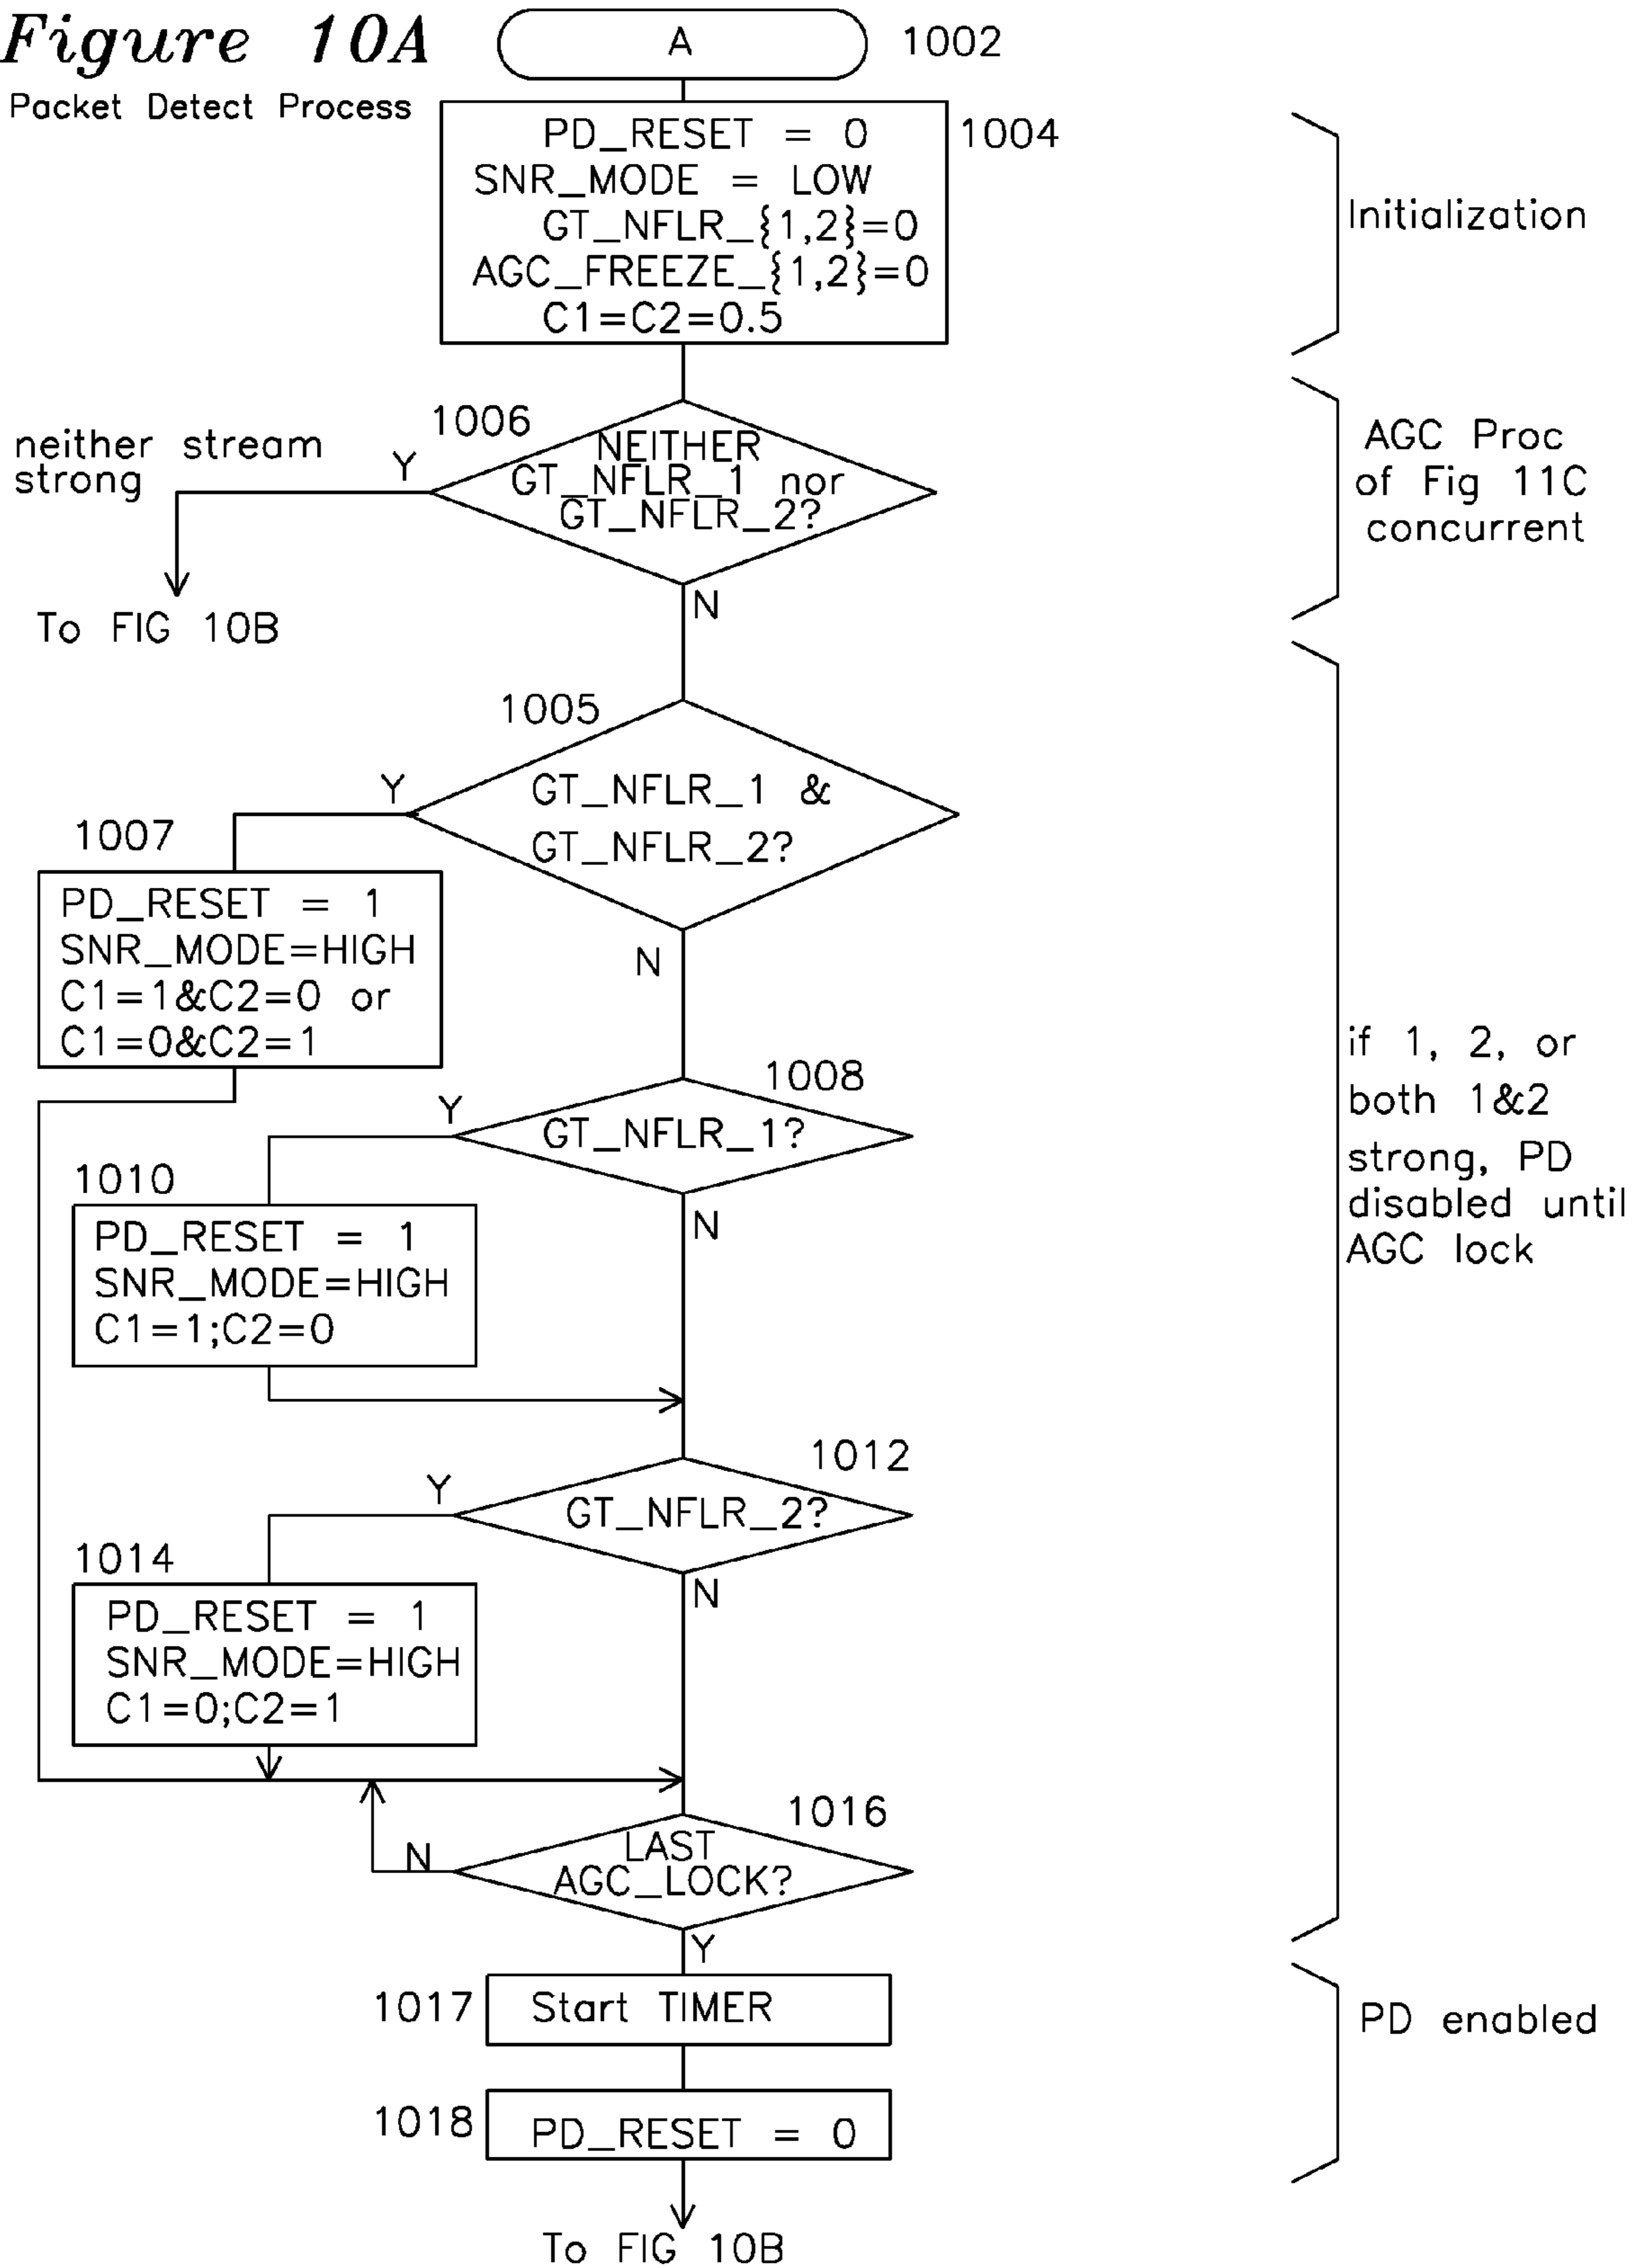 Figure 10A
Packet Detect Process
A
1002
PD_RESET = 0
SNR_MODE = LOW
GT_NFLR_{1,2}=0
AGC_FREEZE_{1,2}=0
C1=C2=0.5
1004
Initialization
1006
neither stream
strong
Y
NEITHER
GT_NFLR_1 nor
GT_NFLR_2?
N
To FIG 10B
AGC Proc
of Fig 11C
concurrent
1005
Y
GT_NFLR_1 &
GT_NFLR_2?
N
1007
PD_RESET = 1
SNR_MODE=HIGH
C1=1&C2=0 or
C1=0&C2=1
1008
Y
GT_NFLR_1?
N
1010
PD_RESET = 1
SNR_MODE=HIGH
C1=1;C2=0
if 1, 2, or
both 1&2
strong, PD
disabled until
AGC lock
1012
Y
GT_NFLR_2?
N
1014
PD_RESET = 1
SNR_MODE=HIGH
C1=0;C2=1
1016
N
LAST
AGC_LOCK?
Y
1017
Start TIMER
1018
PD_RESET = 0
PD enabled
To FIG 10B